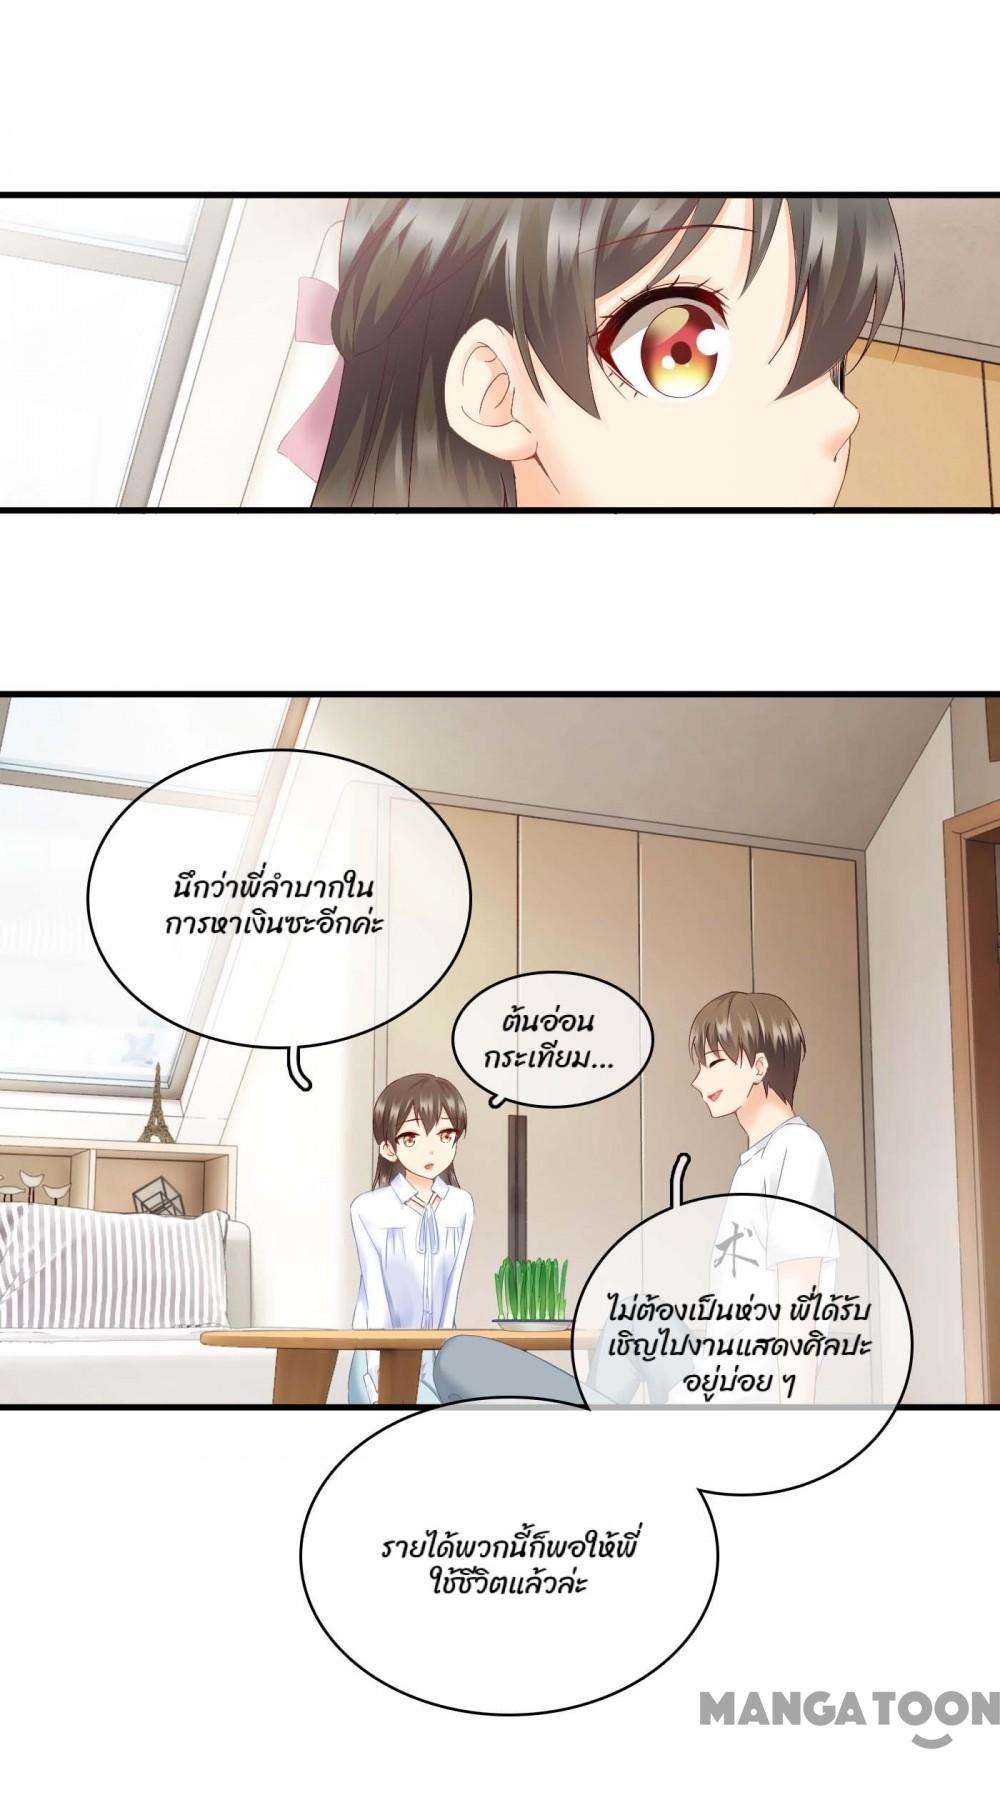 นึกว่าพี่ลำบากใน
การหาเงินซะอีกค่ะ
ต้นอ่อน
กระเทียม...
术
ไม่ต้องเป็นห่วง พี่ได้รับ
เชิญไปงานแสดงศิลปะ
อยู่บ่อย ๆ
รายได้พวกนี้ก็พอให้พี่
ใช้ชีวิตแล้วล่ะ
MANGATOON